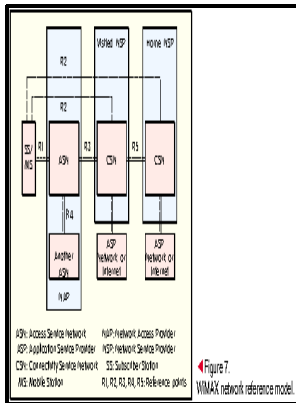 Visited NSP
Home NSP
R2
R2
SS/
MS
R1
ASN
R3
CSN
R5
CSN
R4
Another
ASN
ASP
Network or
Internet
ASP
Network or
Internet
NAP
ASN: Access Service Network
NAP: Network Access Provider
ASP: Application Service Provider
NSP: Network Service Provider
CSN: Connectivity Service Network
SS: Subscriber Station
MS: Mobile Station
R1, R2, R3, R4, R5: Reference points
◀Figure 7.
WiMAX network reference model.